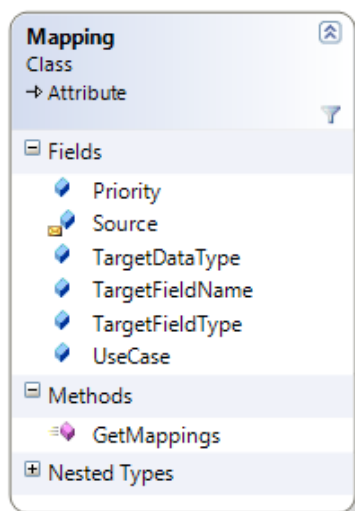 Mapping
Class
Attribute
Fields
Priority
Source
TargetDataType
TargetFieldName
TargetFieldType
UseCase
Methods
GetMappings
Nested Types